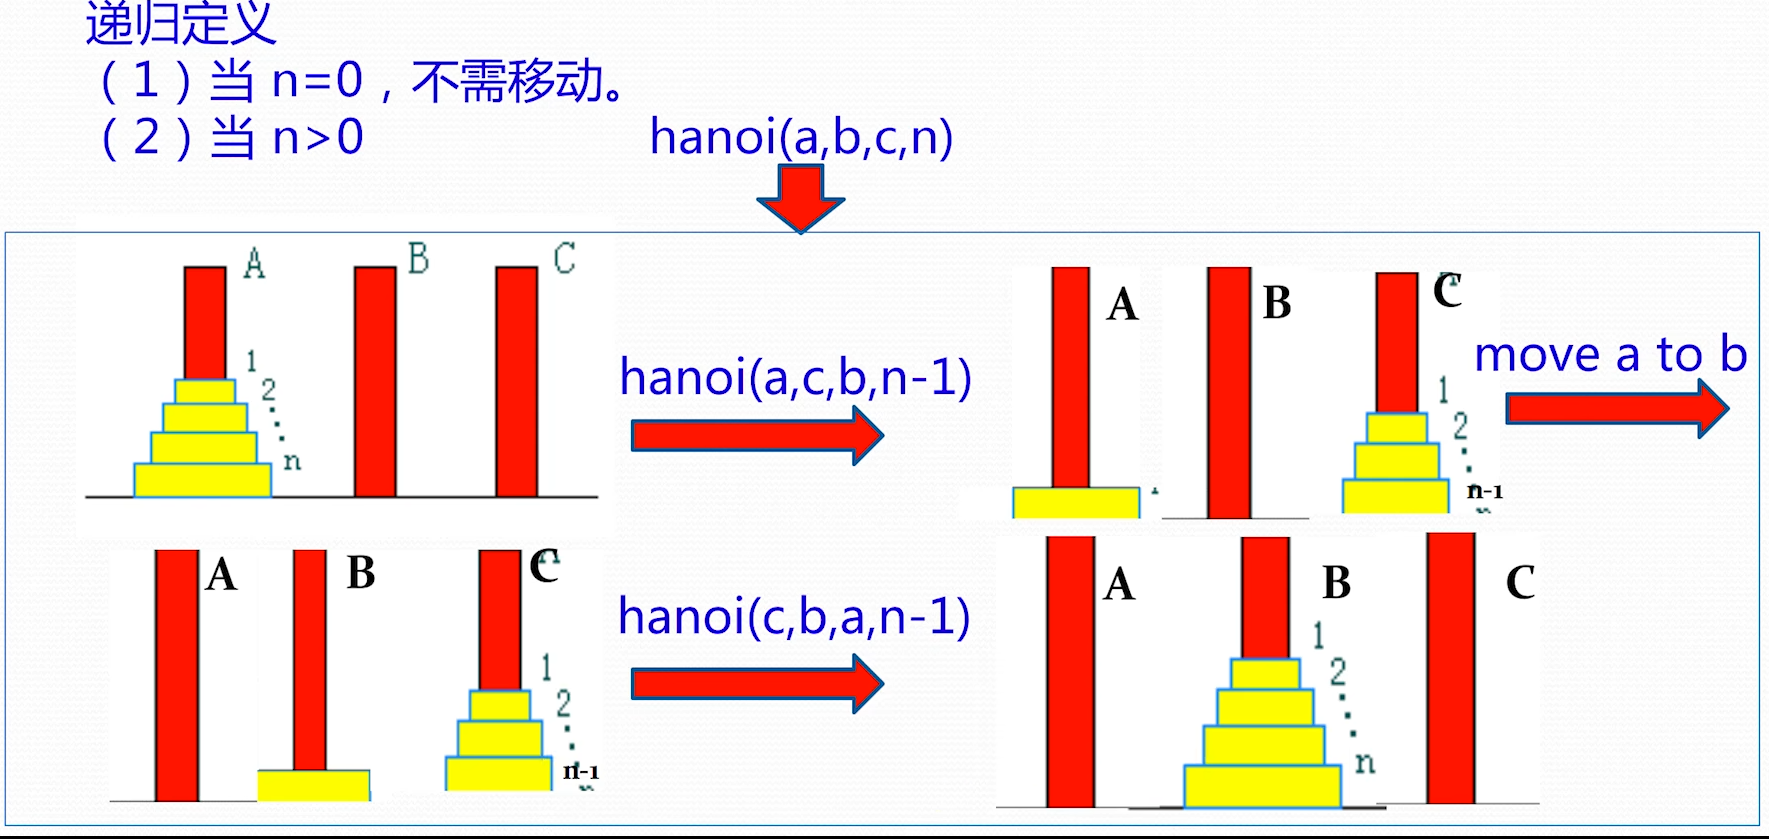 递归定义
（1）当 n=0，不需移动。
（2）当 n>0
hanoi(a,b,c,n)
A B C
1
2
n
hanoi(a,c,b,n-1)
A B C
1
2
n-1
move a to b
A B C
1
2
n-1
hanoi(c,b,a,n-1)
A B C
1
2
n